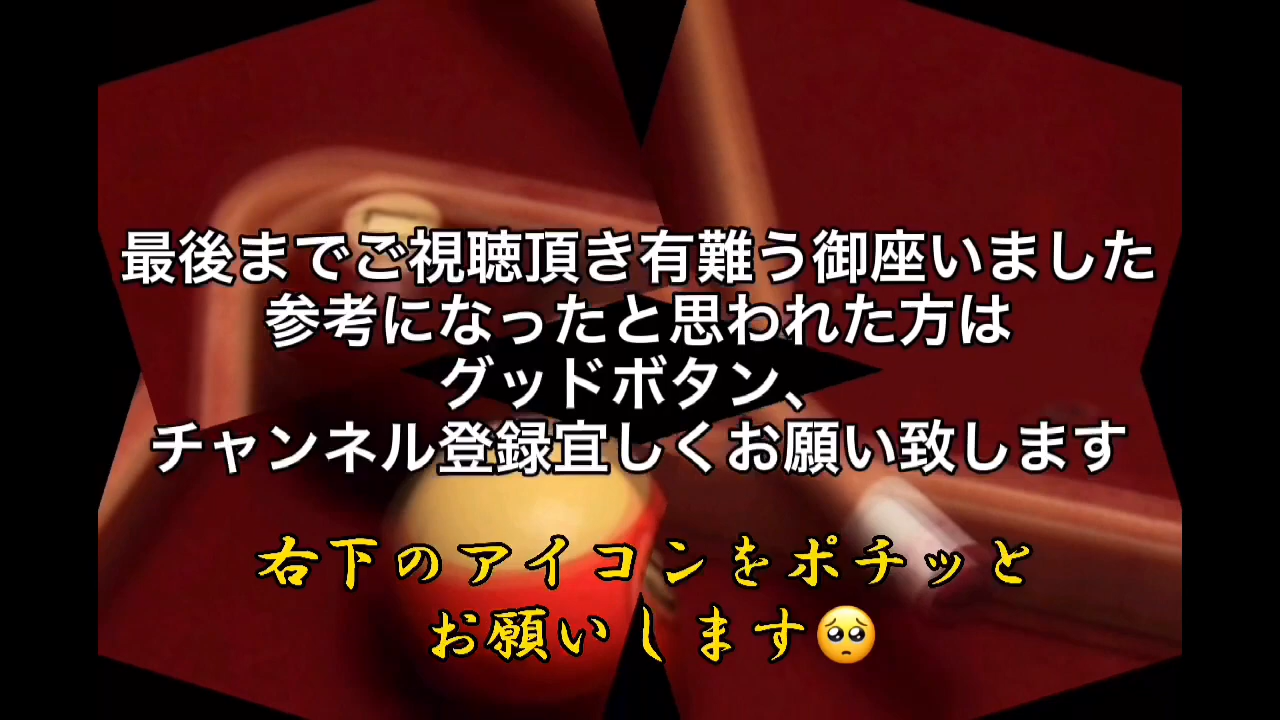 最後までご視聴頂き有難う御座いました
参考になったと思われた方は
グッドボタン、
チャンネル登録宜しくお願い致します
右下のアイコンをポチッと
お願いします🥺